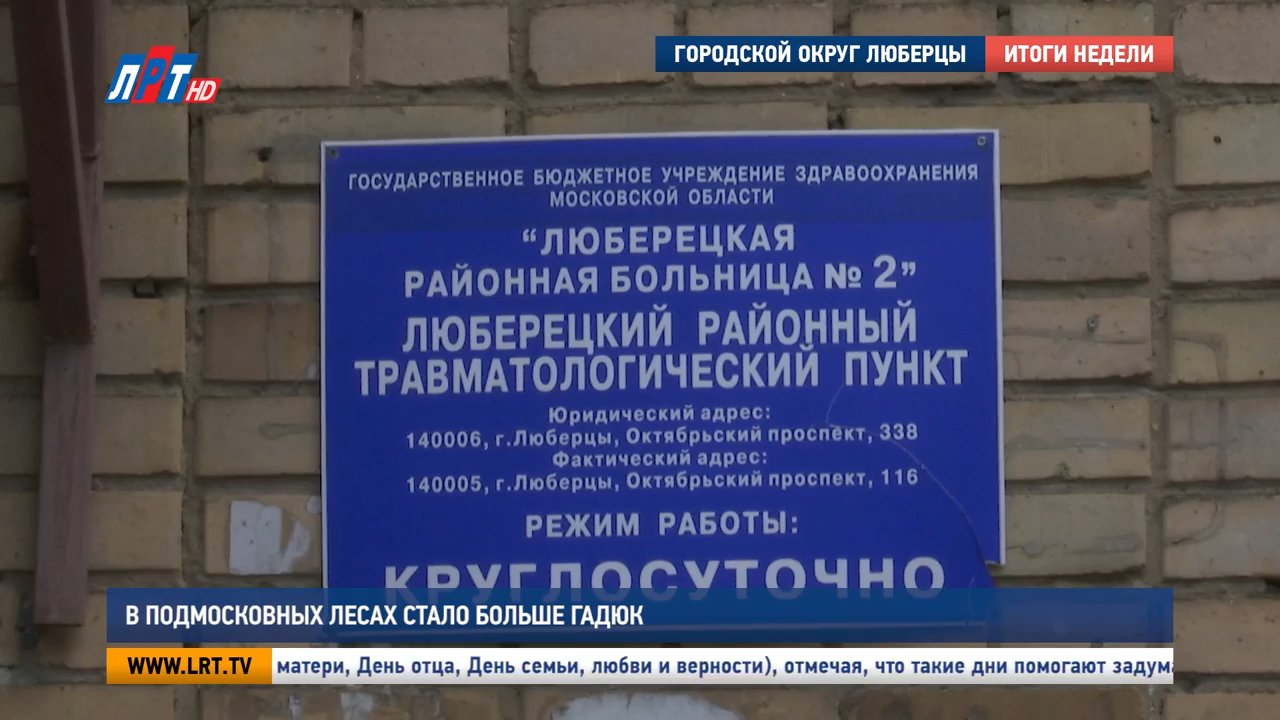 ЛРТ HD
ГОРОДСКОЙ ОКРУГ ЛЮБЕРЦЫ ИТОГИ НЕДЕЛИ
ГОСУДАРСТВЕННОЕ БЮДЖЕТНОЕ УЧРЕЖДЕНИЕ ЗДРАВООХРАНЕНИЯ
МОСКОВСКОЙ ОБЛАСТИ
“ЛЮБЕРЕЦКАЯ
РАЙОННАЯ БОЛЬНИЦА № 2”
ЛЮБЕРЕЦКИЙ РАЙОННЫЙ
ТРАВМАТОЛОГИЧЕСКИЙ ПУНКТ
Юридический адрес:
140006, г.Люберцы, Октябрьский проспект, 338
Фактический адрес:
140005, г.Люберцы, Октябрьский проспект, 116
РЕЖИМ РАБОТЫ:
КРУГЛОСУТОЧНО
В ПОДМОСКОВНЫХ ЛЕСАХ СТАЛО БОЛЬШЕ ГАДЮК
WWW.LRT.TV матери, День отца, День семьи, любви и верности), отмечая, что такие дни помогают задума